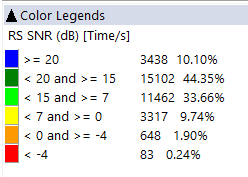 Color Legends
RS SNR (dB) [Time/s]
>= 20 3438 10.10%
< 20 and >= 15 15102 44.35%
< 15 and >= 7 11462 33.66%
< 7 and >= 0 3317 9.74%
< 0 and >= -4 648 1.90%
< -4 83 0.24%